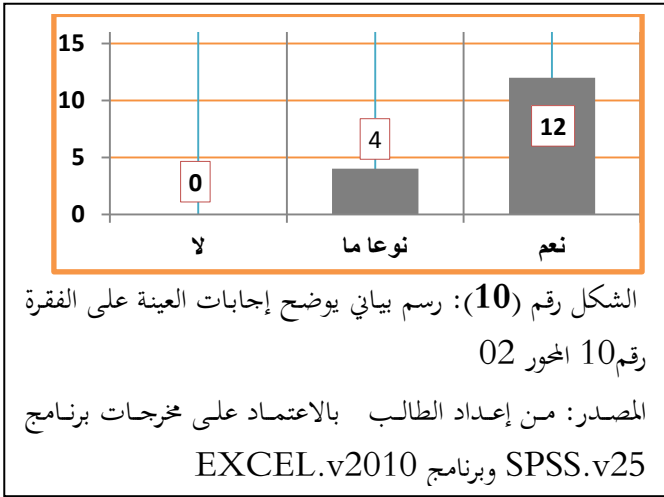 15
10
5
0
0
4
12
لا
نوعا ما
نعم
الشكل رقم (10): رسم بياني يوضح إجابات العينة على الفقرة
رقم10 المحور 02
المصدر: من إعداد الطالب بالاعتماد على مخرجات برنامج
SPSS.v25 وبرنامج EXCEL.v2010